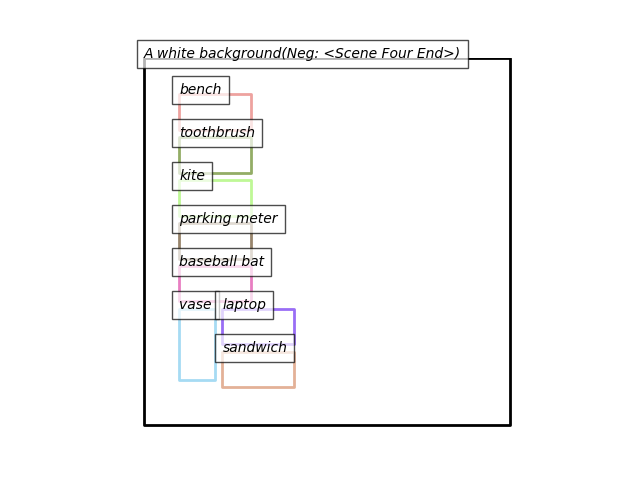 A white background(Neg: <Scene Four End>)
bench
toothbrush
kite
parking meter
baseball bat
vase laptop
sandwich